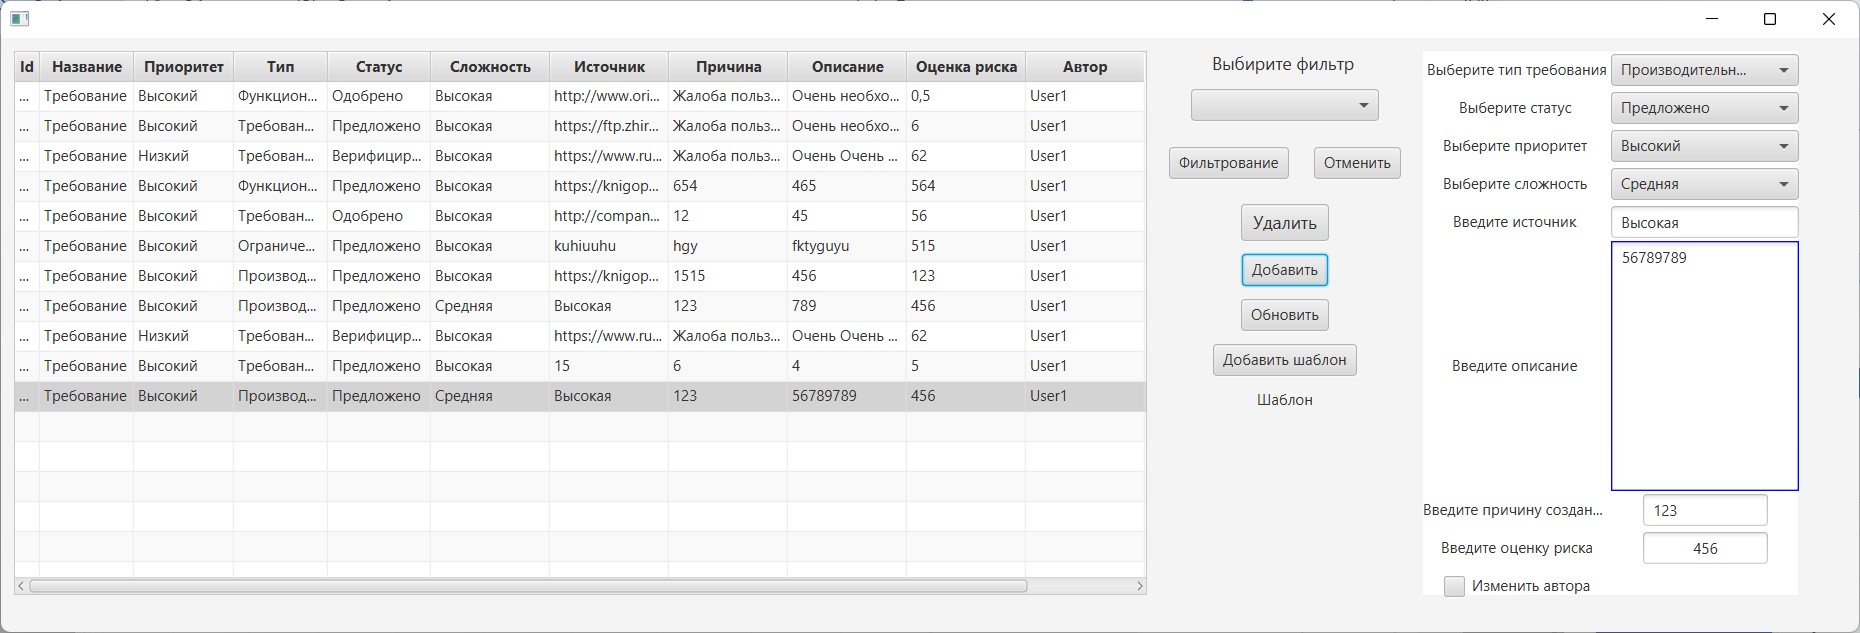 Id Название Приоритет Тип Статус Сложность Источник Причина Описание Оценка риска Автор
... Требование Высокий Функцион... Одобрено Высокая http://www.ori... Жалоба польз... Очень необхо... 0,5 User1
... Требование Высокий Требован... Предложено Высокая https://ftp.zhir... Жалоба польз... Очень необхо... 6 User1
... Требование Низкий Требован... Верифицир... Высокая https://www.ru... Жалоба польз... Очень Очень ... 62 User1
... Требование Высокий Функцион... Предложено Высокая https://knigop... 654 465 564 User1
... Требование Высокий Требован... Одобрено Высокая http://compan... 12 45 56 User1
... Требование Высокий Ограниче... Предложено Высокая kuhiuuhu hgy fktyguyu 515 User1
... Требование Высокий Производ... Предложено Высокая https://knigop... 1515 456 123 User1
... Требование Высокий Производ... Предложено Средняя Высокая 123 789 456 User1
... Требование Низкий Требован... Верифицир... Высокая https://www.ru... Жалоба польз... Очень Очень ... 62 User1
... Требование Высокий Требован... Предложено Высокая 15 6 4 5 User1
... Требование Высокий Производ... Предложено Средняя Высокая 123 56789789 456 User1
Выбирите фильтр
Фильтрование Отменить
Удалить
Добавить
Обновить
Добавить шаблон
Шаблон
Выберите тип требования Производительн...
Выберите статус Предложено
Выберите приоритет Высокий
Выберите сложность Средняя
Введите источник Высокая
56789789
Введите описание
Введите причину создан... 123
Введите оценку риска 456
Изменить автора